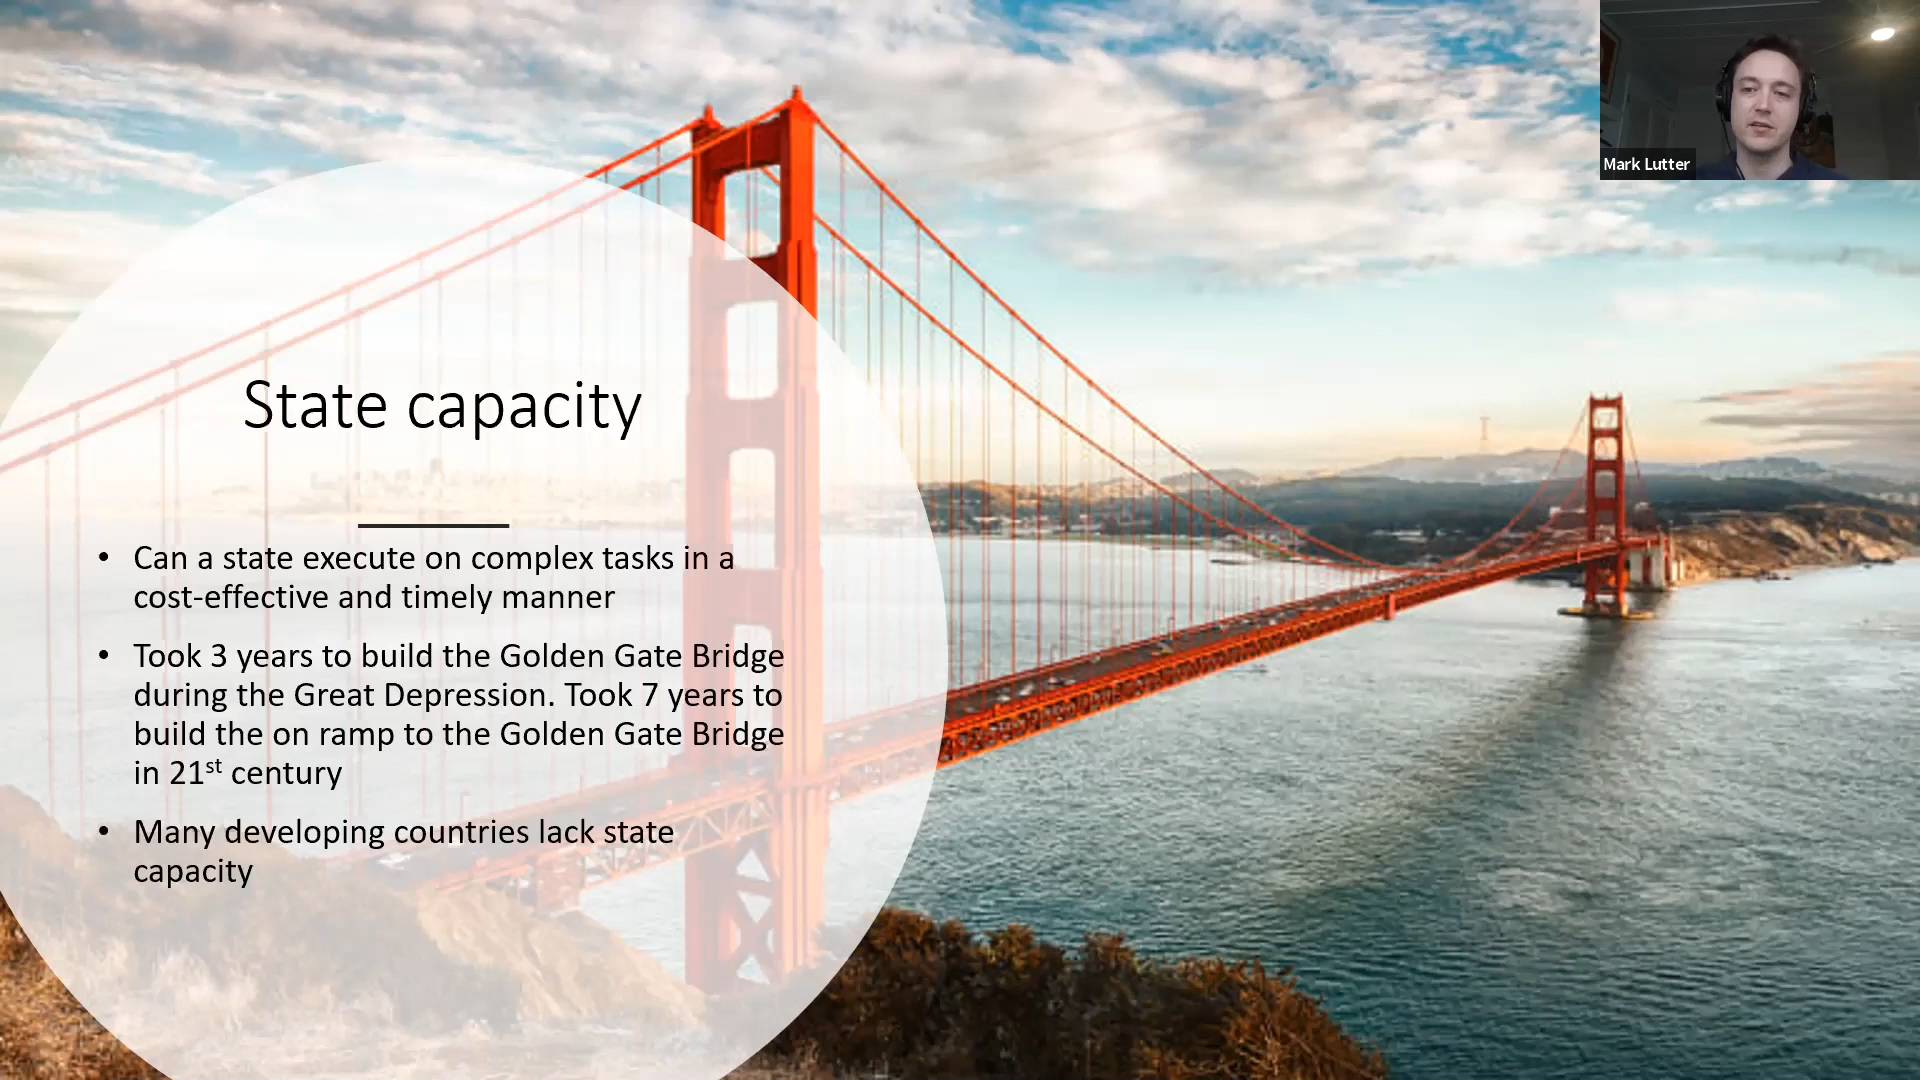 Mark Lutter
State capacity
• Can a state execute on complex tasks in a
cost-effective and timely manner
• Took 3 years to build the Golden Gate Bridge
during the Great Depression. Took 7 years to
build the on ramp to the Golden Gate Bridge
in 21st century
• Many developing countries lack state
capacity